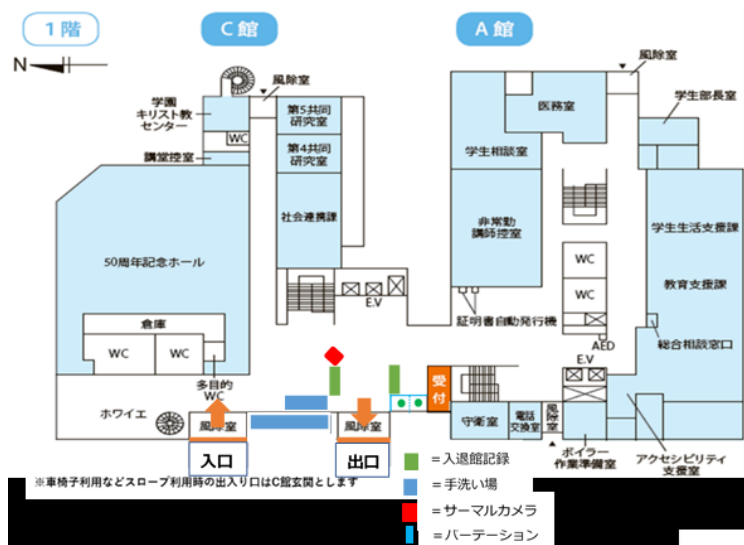 1階
C館
A館
N
風除室
風除室
学園
キリスト教
センター
第5共同
研究室
医務室
学生部長室
WC
第4共同
研究室
学生相談室
講堂控室
社会連携課
非常勤
講師控室
学生生活支援課
50周年記念ホール
WC
教育支援課
WC
E.V
証明書自動発行機
総合相談窓口
倉庫
AED
WC
WC
E.V
多目的
WC
受付
ホワイエ
風除室
風除室
守衛室
電話
交換室
風除室
入口
出口
ボイラー
作業準備室
アクセシビリティ
支援室
=入退館記録
※車椅子利用などスロープ利用時の出入り口はC館玄関とします
=手洗い場
=サーマルカメラ
=パーテーション